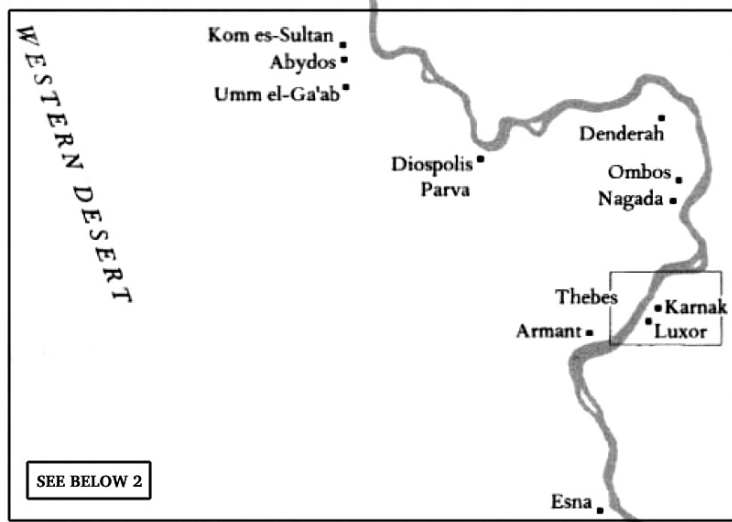 WESTERN DESERT
Kom es-Sultan
Abydos
Umm el-Ga'ab
Diospolis
Parva
Denderah
Ombos
Nagada
Thebes
Karnak
Luxor
Armant
Esna
SEE BELOW 2